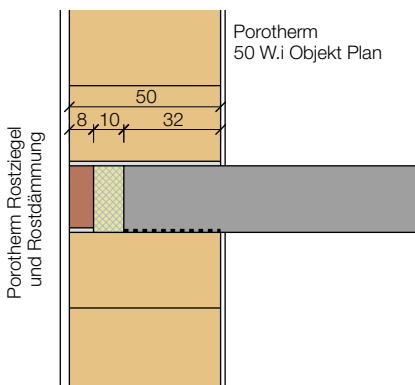 Porotherm
50 W.i Objekt Plan
50
8 10 32
Porotherm Rostziegel
und Rostdämmung